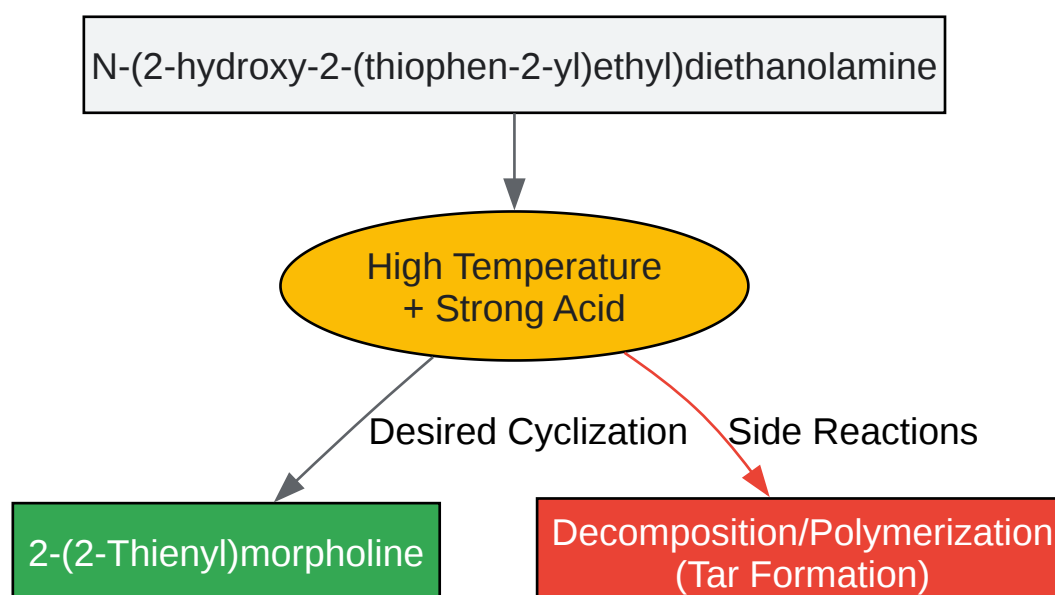 N-(2-hydroxy-2-(thiophen-2-yl)ethyl)diethanolamine
High Temperature
+ Strong Acid
Desired Cyclization
Side Reactions
2-(2-Thienyl)morpholine
Decomposition/Polymerization
(Tar Formation)